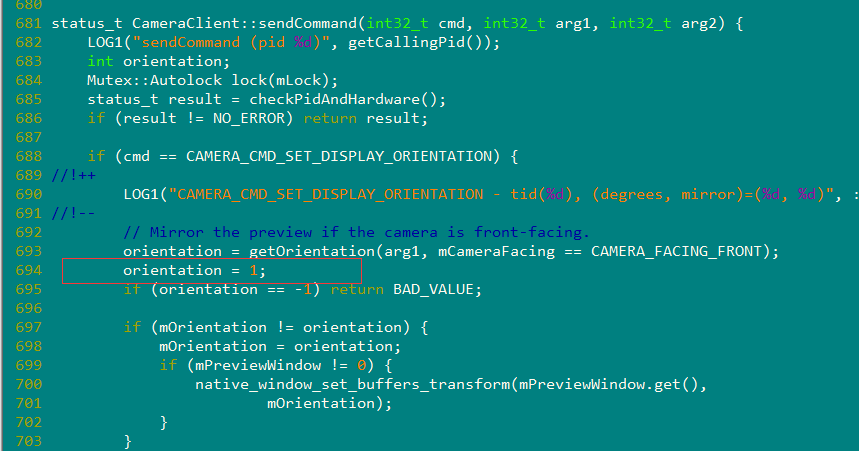 680
681 status_t CameraClient::sendCommand(int32_t cmd, int32_t arg1, int32_t arg2) {
682     LOG1("sendCommand (pid %d)", getCallingPid());
683     int orientation;
684     Mutex::Autolock lock(mLock);
685     status_t result = checkPidAndHardware();
686     if (result != NO_ERROR) return result;
687
688     if (cmd == CAMERA_CMD_SET_DISPLAY_ORIENTATION) {
689 //!++
690         LOG1("CAMERA_CMD_SET_DISPLAY_ORIENTATION - tid(%d), (degrees, mirror)=(%d, %d)", :
691 //!--
692         // Mirror the preview if the camera is front-facing.
693         orientation = getOrientation(arg1, mCameraFacing == CAMERA_FACING_FRONT);
694         orientation = 1;
695         if (orientation == -1) return BAD_VALUE;
696
697         if (mOrientation != orientation) {
698             mOrientation = orientation;
699             if (mPreviewWindow != 0) {
700                 native_window_set_buffers_transform(mPreviewWindow.get(),
701                         mOrientation);
702             }
703         }